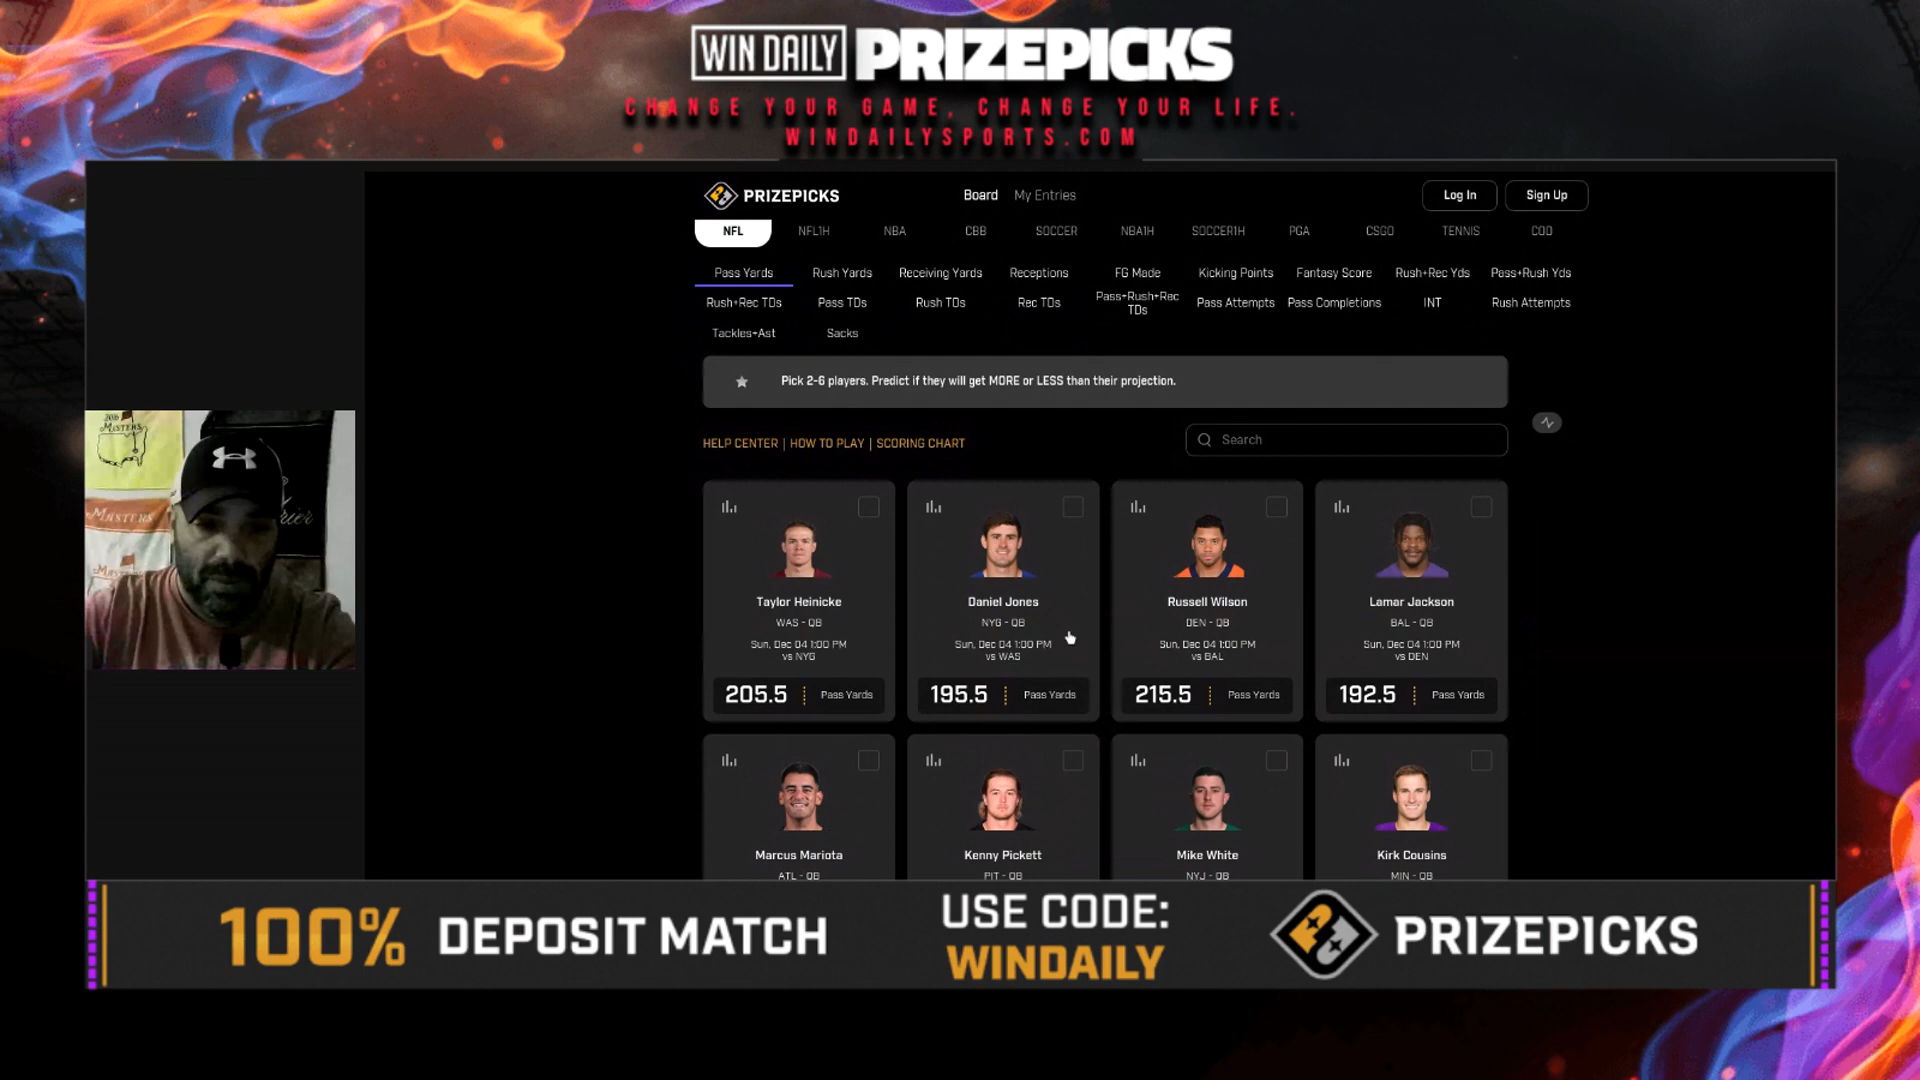 WIN DAILY PRIZEPICKS
CHANGE YOUR GAME, CHANGE YOUR LIFE.
WINDAILYSPORTS.COM
PRIZEPICKS Board My Entries Log In Sign Up
NFL NFL1H NBA CBB SOCCER NBA1H SOCCER1H PGA CSGO TENNIS COD
Pass Yards Rush Yards Receiving Yards Receptions FG Made Kicking Points Fantasy Score Rush+Rec Yds Pass+Rush Yds
Rush+Rec TDs Pass TDs Rush TDs Rec TDs Pass+Rush+Rec TDs Pass Attempts Pass Completions INT Rush Attempts
Tackles+Ast Sacks
Pick 2-6 players. Predict if they will get MORE or LESS than their projection.
HELP CENTER | HOW TO PLAY | SCORING CHART Search
2016
MASTERS
MASTERS
Taylor Heinicke Daniel Jones Russell Wilson Lamar Jackson
WAS - QB NYG - QB DEN - QB BAL - QB
Sun, Dec 04 1:00 PM Sun, Dec 04 1:00 PM Sun, Dec 04 1:00 PM Sun, Dec 04 1:00 PM
vs NYG vs WAS vs BAL vs DEN
205.5 Pass Yards 195.5 Pass Yards 215.5 Pass Yards 192.5 Pass Yards
Marcus Mariota Kenny Pickett Mike White Kirk Cousins
ATL - QB PIT - QB NYJ - QB MIN - QB
100% DEPOSIT MATCH USE CODE: WINDAILY PRIZEPICKS